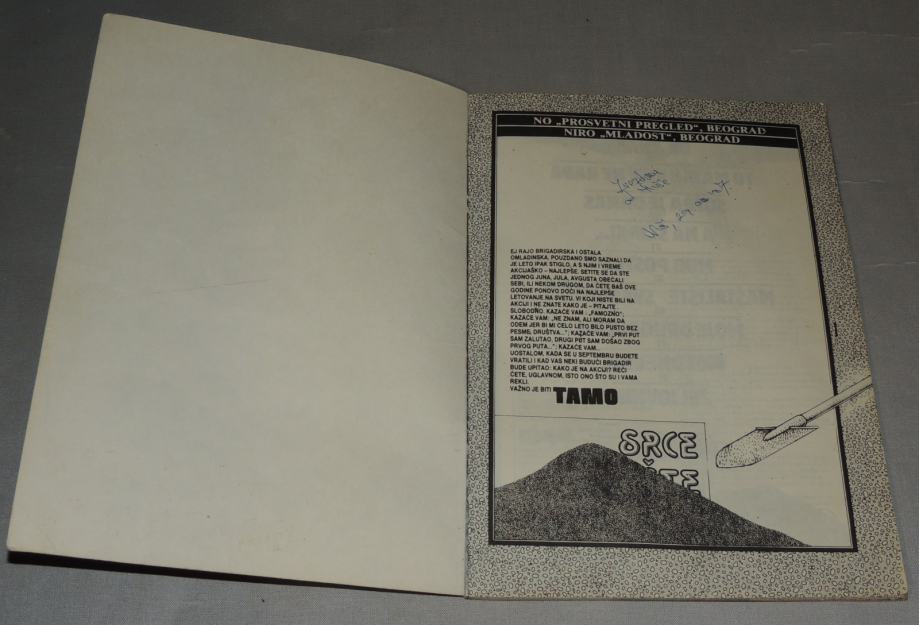 NO „PROSVETNI PREGLED“, BEOGRAD
NIRO „MLADOST“, BEOGRAD
EJ RAJO BRIGADIRSKA I OSTALA
OMLADINSKA, POUZDANO SMO SAZNALI DA
JE LETO IPAK STIGLO, A S NJIM I VREME
AKCIJAŠKO – NAJLEPŠE. SETITE SE DA STE
JEDNOG JUNA, JULA, AVGUSTA OBEĆALI
SEBI, ILI NEKOM DRUGOM, DA ĆETE BAŠ OVE
GODINE PONOVO DOĆI NA NAJLEPŠE
LETOVANJE NA SVETU. VI KOJI NISTE BILI NA
AKCIJI I NE ZNATE KAKO JE – PITAJTE
SLOBODNO. KAZAĆE VAM: „FAMOZNO“;
KAZAĆE VAM: „NE ZNAM, ALI MORAM DA
ODEM JER BI MI CELO LETO BILO PUSTO BEZ
PESME, DRUŠTVA...“; KAZAĆE VAM: „PRVI PUT
SAM ZALUTAO, DRUGI PUT SAM DOŠAO ZBOG
PRVOG PUTA...“; KAZAĆE VAM...
UOSTALOM, KADA SE U SEPTEMBRU BUDETE
VRATILI I KAD VAS NEKI BUDUĆI BRIGADIR
BUDE UPITAO: KAKO JE NA AKCIJI? REĆI
ĆETE, UGLAVNOM, ISTO ONO ŠTO SU I VAMA
REKLI.
VAŽNO JE BITI TAMO
SRCE